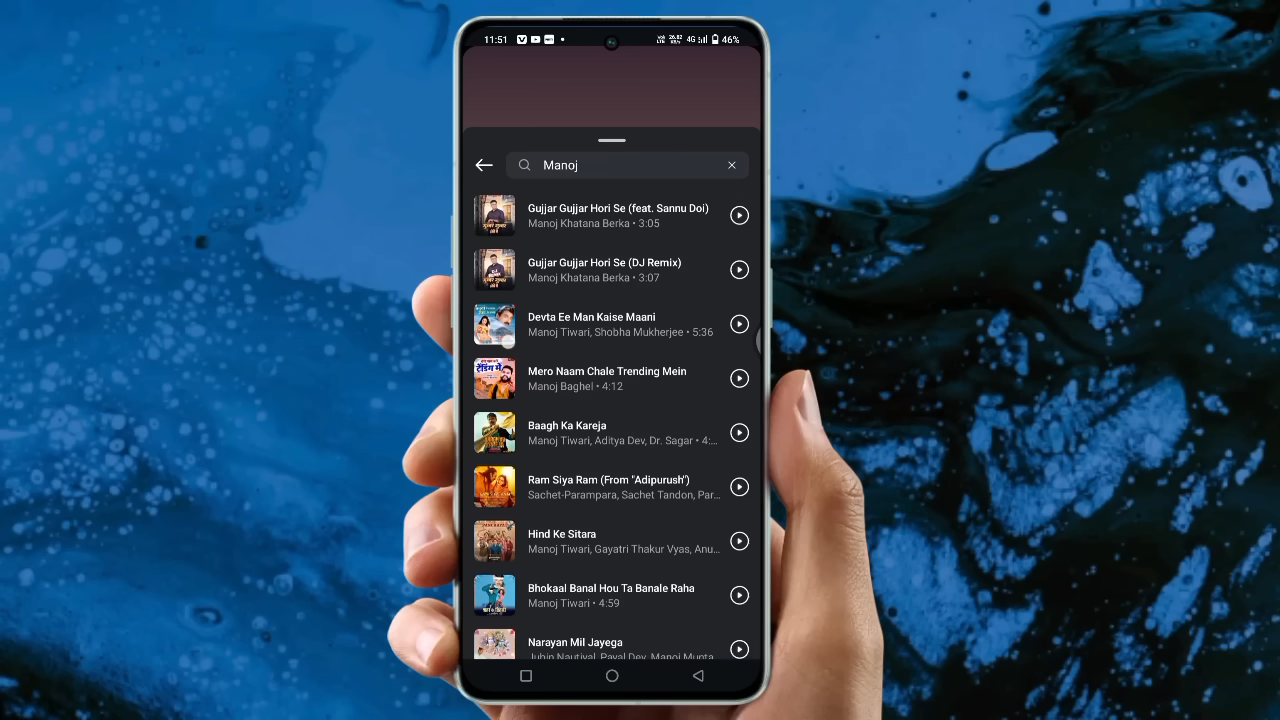 11:51
VoLTE 26.82 KB/s 4G 46%
Manoj
Gujjar Gujjar Hori Se (feat. Sannu Doi)
Manoj Khatana Berka • 3:05
Gujjar Gujjar Hori Se (DJ Remix)
Manoj Khatana Berka • 3:07
Devta Ee Man Kaise Maani
Manoj Tiwari, Shobha Mukherjee • 5:36
Mero Naam Chale Trending Mein
Manoj Baghel • 4:12
ट्रेंडिंग में
Baagh Ka Kareja
Manoj Tiwari, Aditya Dev, Dr. Sagar • 4:...
Ram Siya Ram (From "Adipurush")
Sachet-Parampara, Sachet Tandon, Par...
Hind Ke Sitara
Manoj Tiwari, Gayatri Thakur Vyas, Anu...
Bhokaal Banal Hou Ta Banale Raha
Manoj Tiwari • 4:59
Narayan Mil Jayega
Jubin Nautiyal, Payal Dev, Manoj Munta